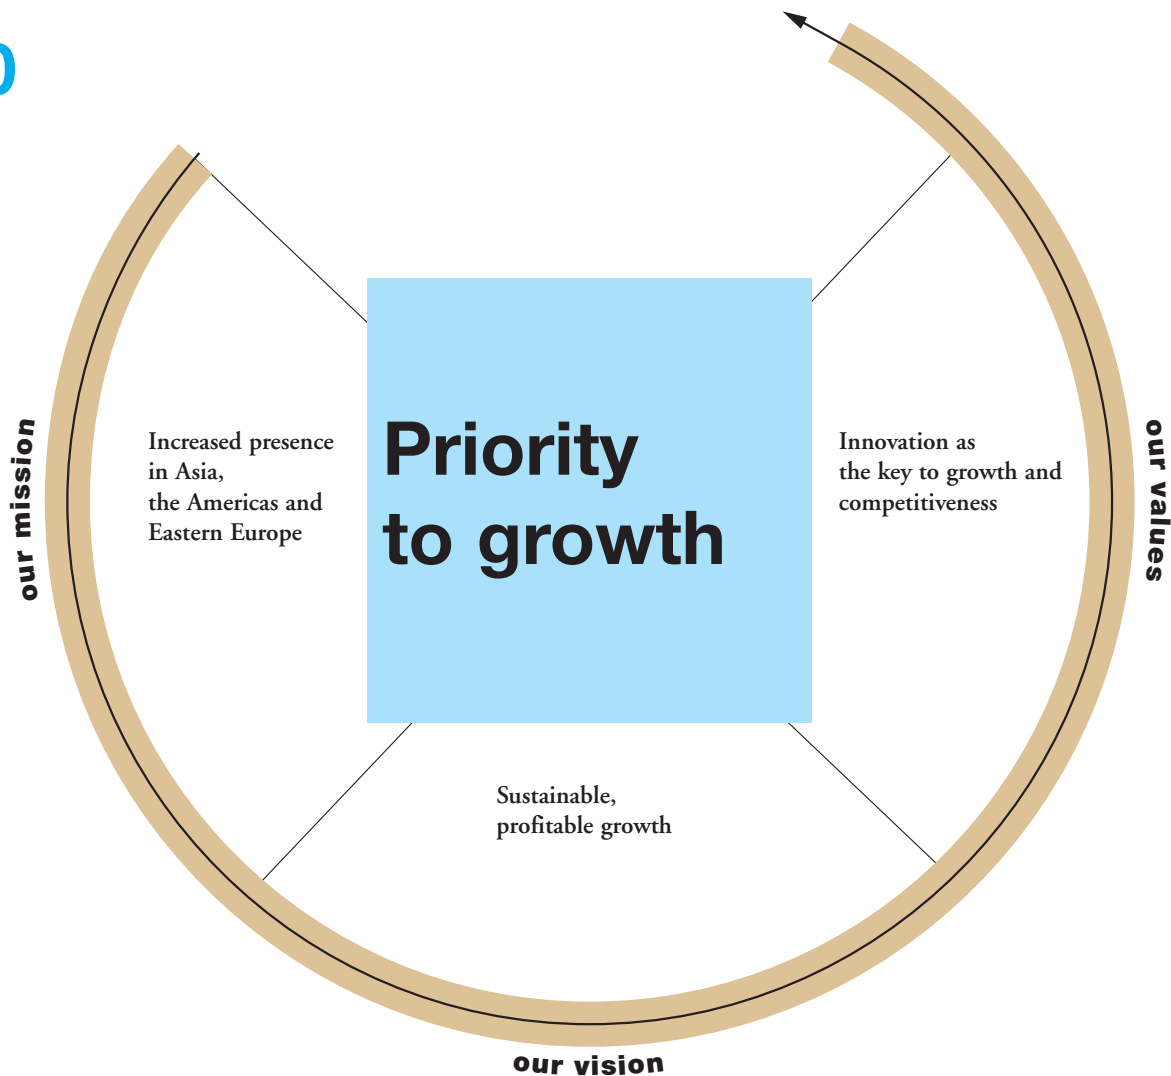 our mission
Increased presence
in Asia,
the Americas and
Eastern Europe
Priority
to growth
Innovation as
the key to growth and
competitiveness
our values
Sustainable,
profitable growth
our vision